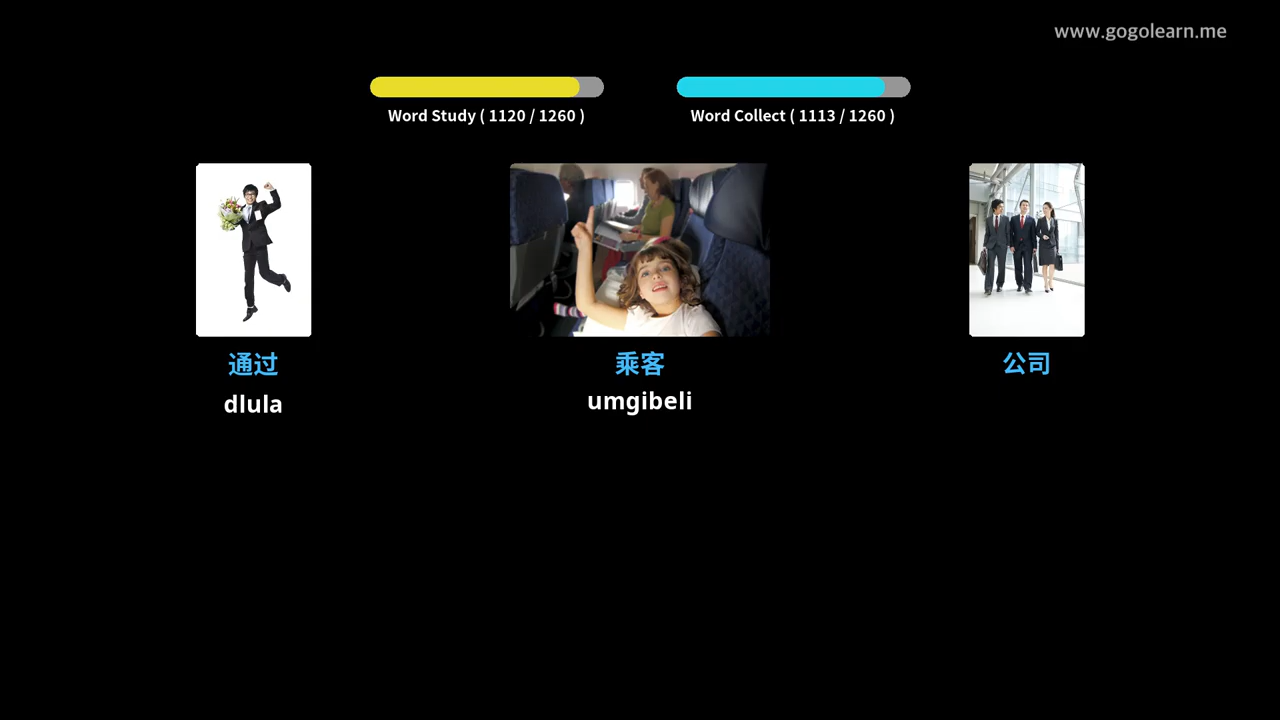 www.gogolearn.me
Word Study ( 1120 / 1260 )
Word Collect ( 1113 / 1260 )
通过
dlula
乘客
umgibeli
公司